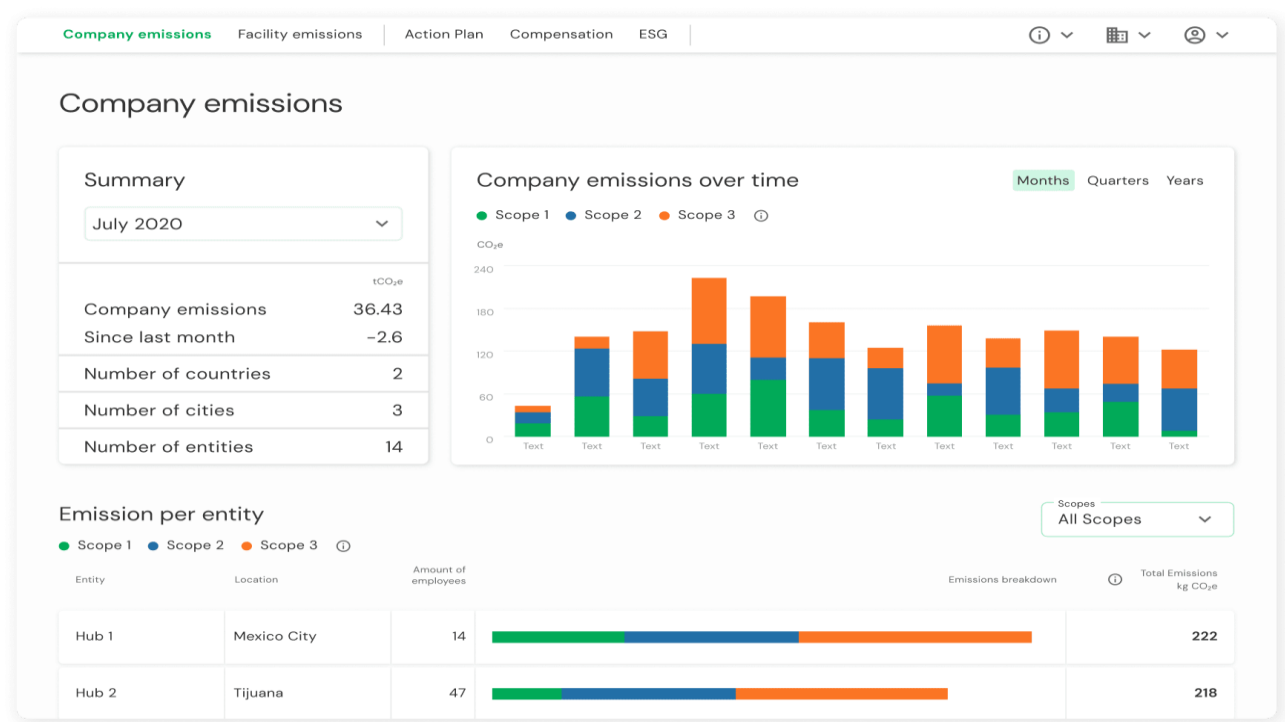 Company emissions Facility emissions Action Plan Compensation ESG
Company emissions
Summary
July 2020
tCO₂e
Company emissions 36.43
Since last month -2.6
Number of countries 2
Number of cities 3
Number of entities 14
Company emissions over time
Months Quarters Years
Scope 1 Scope 2 Scope 3
CO₂e
240
180
120
60
0
Text Text Text Text Text Text Text Text Text Text Text Text
Emission per entity
Scopes
All Scopes
Scope 1 Scope 2 Scope 3
Entity Location Amount of employees Emissions breakdown Total Emissions kg CO₂e
Hub 1 Mexico City 14 222
Hub 2 Tijuana 47 218